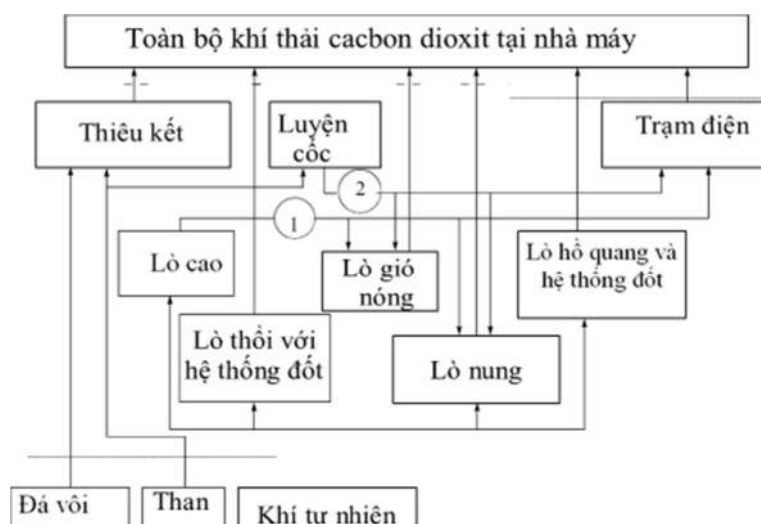 Toàn bộ khí thải cacbon dioxit tại nhà máy
Thiêu kết
Luyện
cốc
Trạm điện
2
1
Lò cao
Lò gió
nóng
Lò hồ quang và
hệ thống đốt
Lò thổi với
hệ thống đốt
Lò nung
Đá vôi
Than
Khí tự nhiên